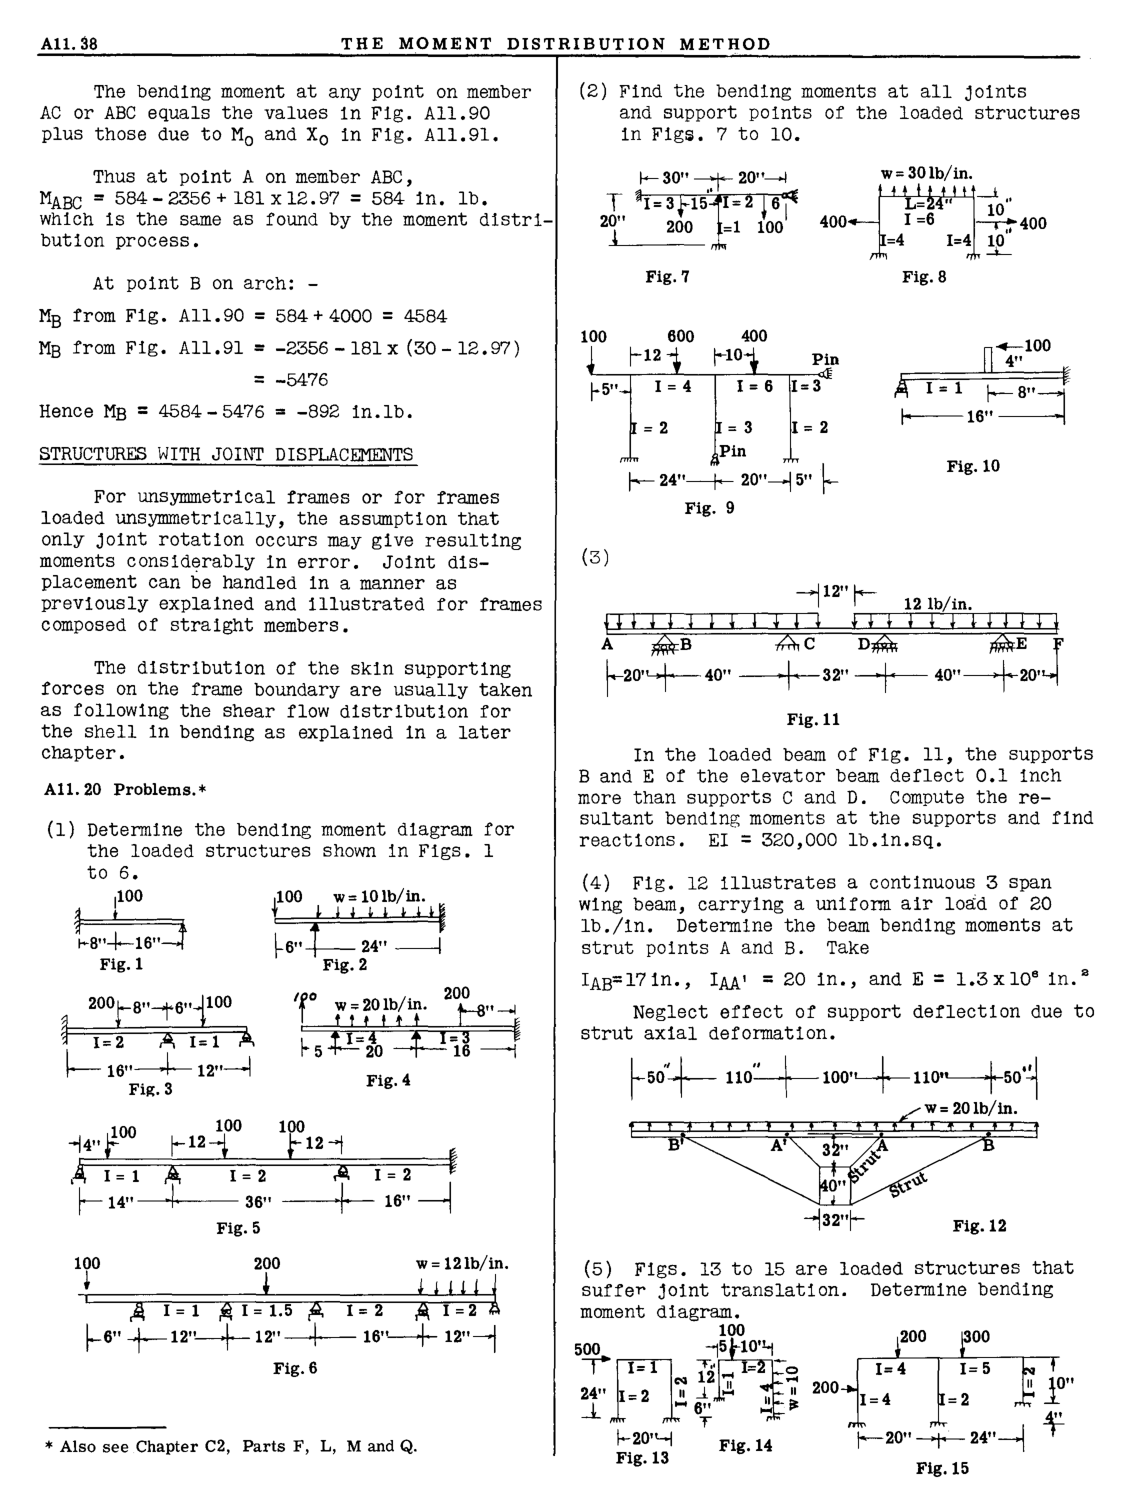 A11.38
THE MOMENT DISTRIBUTION METHOD
The bending moment at any point on member
AC or ABC equals the values in Fig. A11.90
plus those due to Mo and Xo in Fig. A11.91.
Thus at point A on member ABC,
MABC = 584 - 2356 + 181 x 12.97 = 584 in. lb.
which is the same as found by the moment distri-
bution process.
At point B on arch: -
MB from Fig. A11.90 = 584 + 4000 = 4584
MB from Fig. A11.91 = -2356 - 181 x (30 - 12.97)
= -5476
Hence MB = 4584 - 5476 = -892 in.lb.
STRUCTURES WITH JOINT DISPLACEMENTS
For unsymmetrical frames or for frames
loaded unsymmetrically, the assumption that
only joint rotation occurs may give resulting
moments considerably in error. Joint dis-
placement can be handled in a manner as
previously explained and illustrated for frames
composed of straight members.
The distribution of the skin supporting
forces on the frame boundary are usually taken
as following the shear flow distribution for
the shell in bending as explained in a later
chapter.
A11.20 Problems.*
(1) Determine the bending moment diagram for
the loaded structures shown in Figs. 1
to 6.
100
8" 16"
Fig. 1
100 w = 10 lb/in.
6" 24"
Fig. 2
200 8" 6" 100
I = 2 I = 1
16" 12"
Fig. 3
100 w = 20 lb/in. 200 8"
I = 4 I = 3
5 20 16
Fig. 4
4" 100 12 100 100 12
I = 1 I = 2 I = 2
14" 36" 16"
Fig. 5
100 200 w = 12 lb/in.
I = 1 I = 1.5 I = 2 I = 2
6" 12" 12" 16" 12"
Fig. 6
* Also see Chapter C2, Parts F, L, M and Q.
(2) Find the bending moments at all joints
and support points of the loaded structures
in Figs. 7 to 10.
30" 20"
I = 3 15" I = 2 6"
20" 200 I=1 100
Fig. 7
w = 30 lb/in.
L=24"
I =6 10"
400 400
I=4 I=4 10"
Fig. 8
100 600 400
12 10 Pin
5" I = 4 I = 6 I = 3
I = 2 I = 3 I = 2
Pin
24" 20" 5"
Fig. 9
100
4"
I = 1 8"
16"
Fig. 10
(3)
12"
12 lb/in.
A B C D E F
20" 40" 32" 40" 20"
Fig. 11
In the loaded beam of Fig. 11, the supports
B and E of the elevator beam deflect 0.1 inch
more than supports C and D. Compute the re-
sultant bending moments at the supports and find
reactions. EI = 320,000 lb.in.sq.
(4) Fig. 12 illustrates a continuous 3 span
wing beam, carrying a uniform air load of 20
lb./in. Determine the beam bending moments at
strut points A and B. Take
IAB=17 in., IAA' = 20 in., and E = 1.3 x 10⁶ in.²
Neglect effect of support deflection due to
strut axial deformation.
50" 110" 100" 110" 50"
w = 20 lb/in.
B' A' 32" A B
Strut
40" Strut
32"
Fig. 12
(5) Figs. 13 to 15 are loaded structures that
suffer joint translation. Determine bending
moment diagram.
500
I = 1
24" I = 2 I = 2
20"
Fig. 13
100
5 10"
12" I=1 I=2
6" I = 4 w = 10
Fig. 14
200 300
I = 4 I = 5
200 I = 4 I = 2 I = 2 10"
4"
20" 24"
Fig. 15